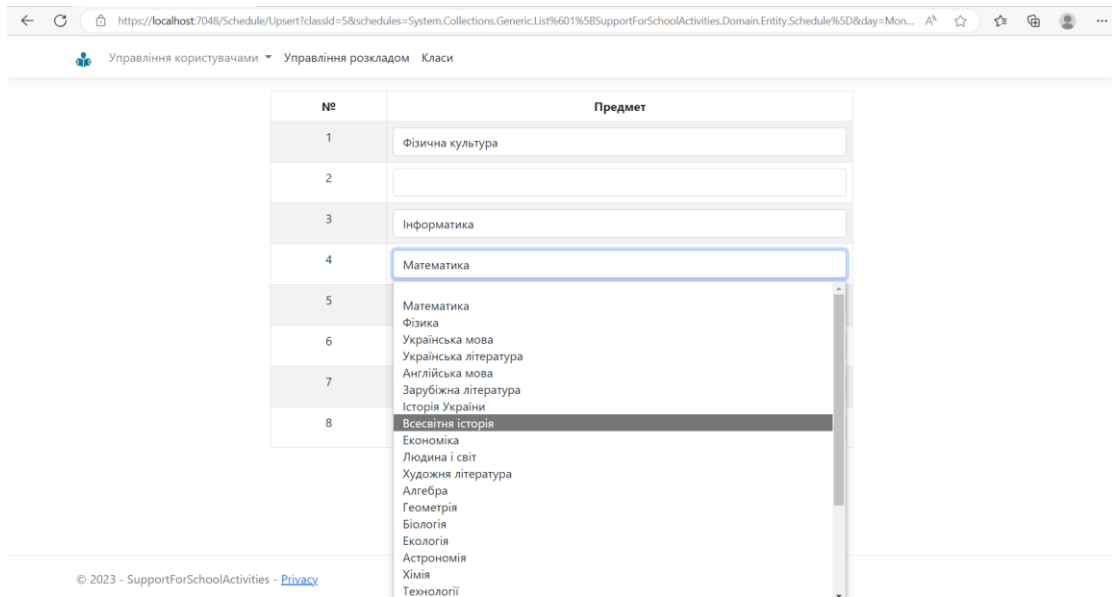 https://localhost:7048/Schedule/Upsert?classId=5&schedules=System.Collections.Generic.List%601%5BSupportForSchoolActivities.Domain.Entity.Schedule%5D&day=Mon...
Управління користувачами Управління розкладом Класи
№ Предмет
1 Фізична культура
2
3 Інформатика
4 Математика
5
6
7
8
Математика
Фізика
Українська мова
Українська література
Англійська мова
Зарубіжна література
Історія України
Всесвітня історія
Економіка
Людина і світ
Художня література
Алгебра
Геометрія
Біологія
Екологія
Астрономія
Хімія
Технології
© 2023 - SupportForSchoolActivities - Privacy